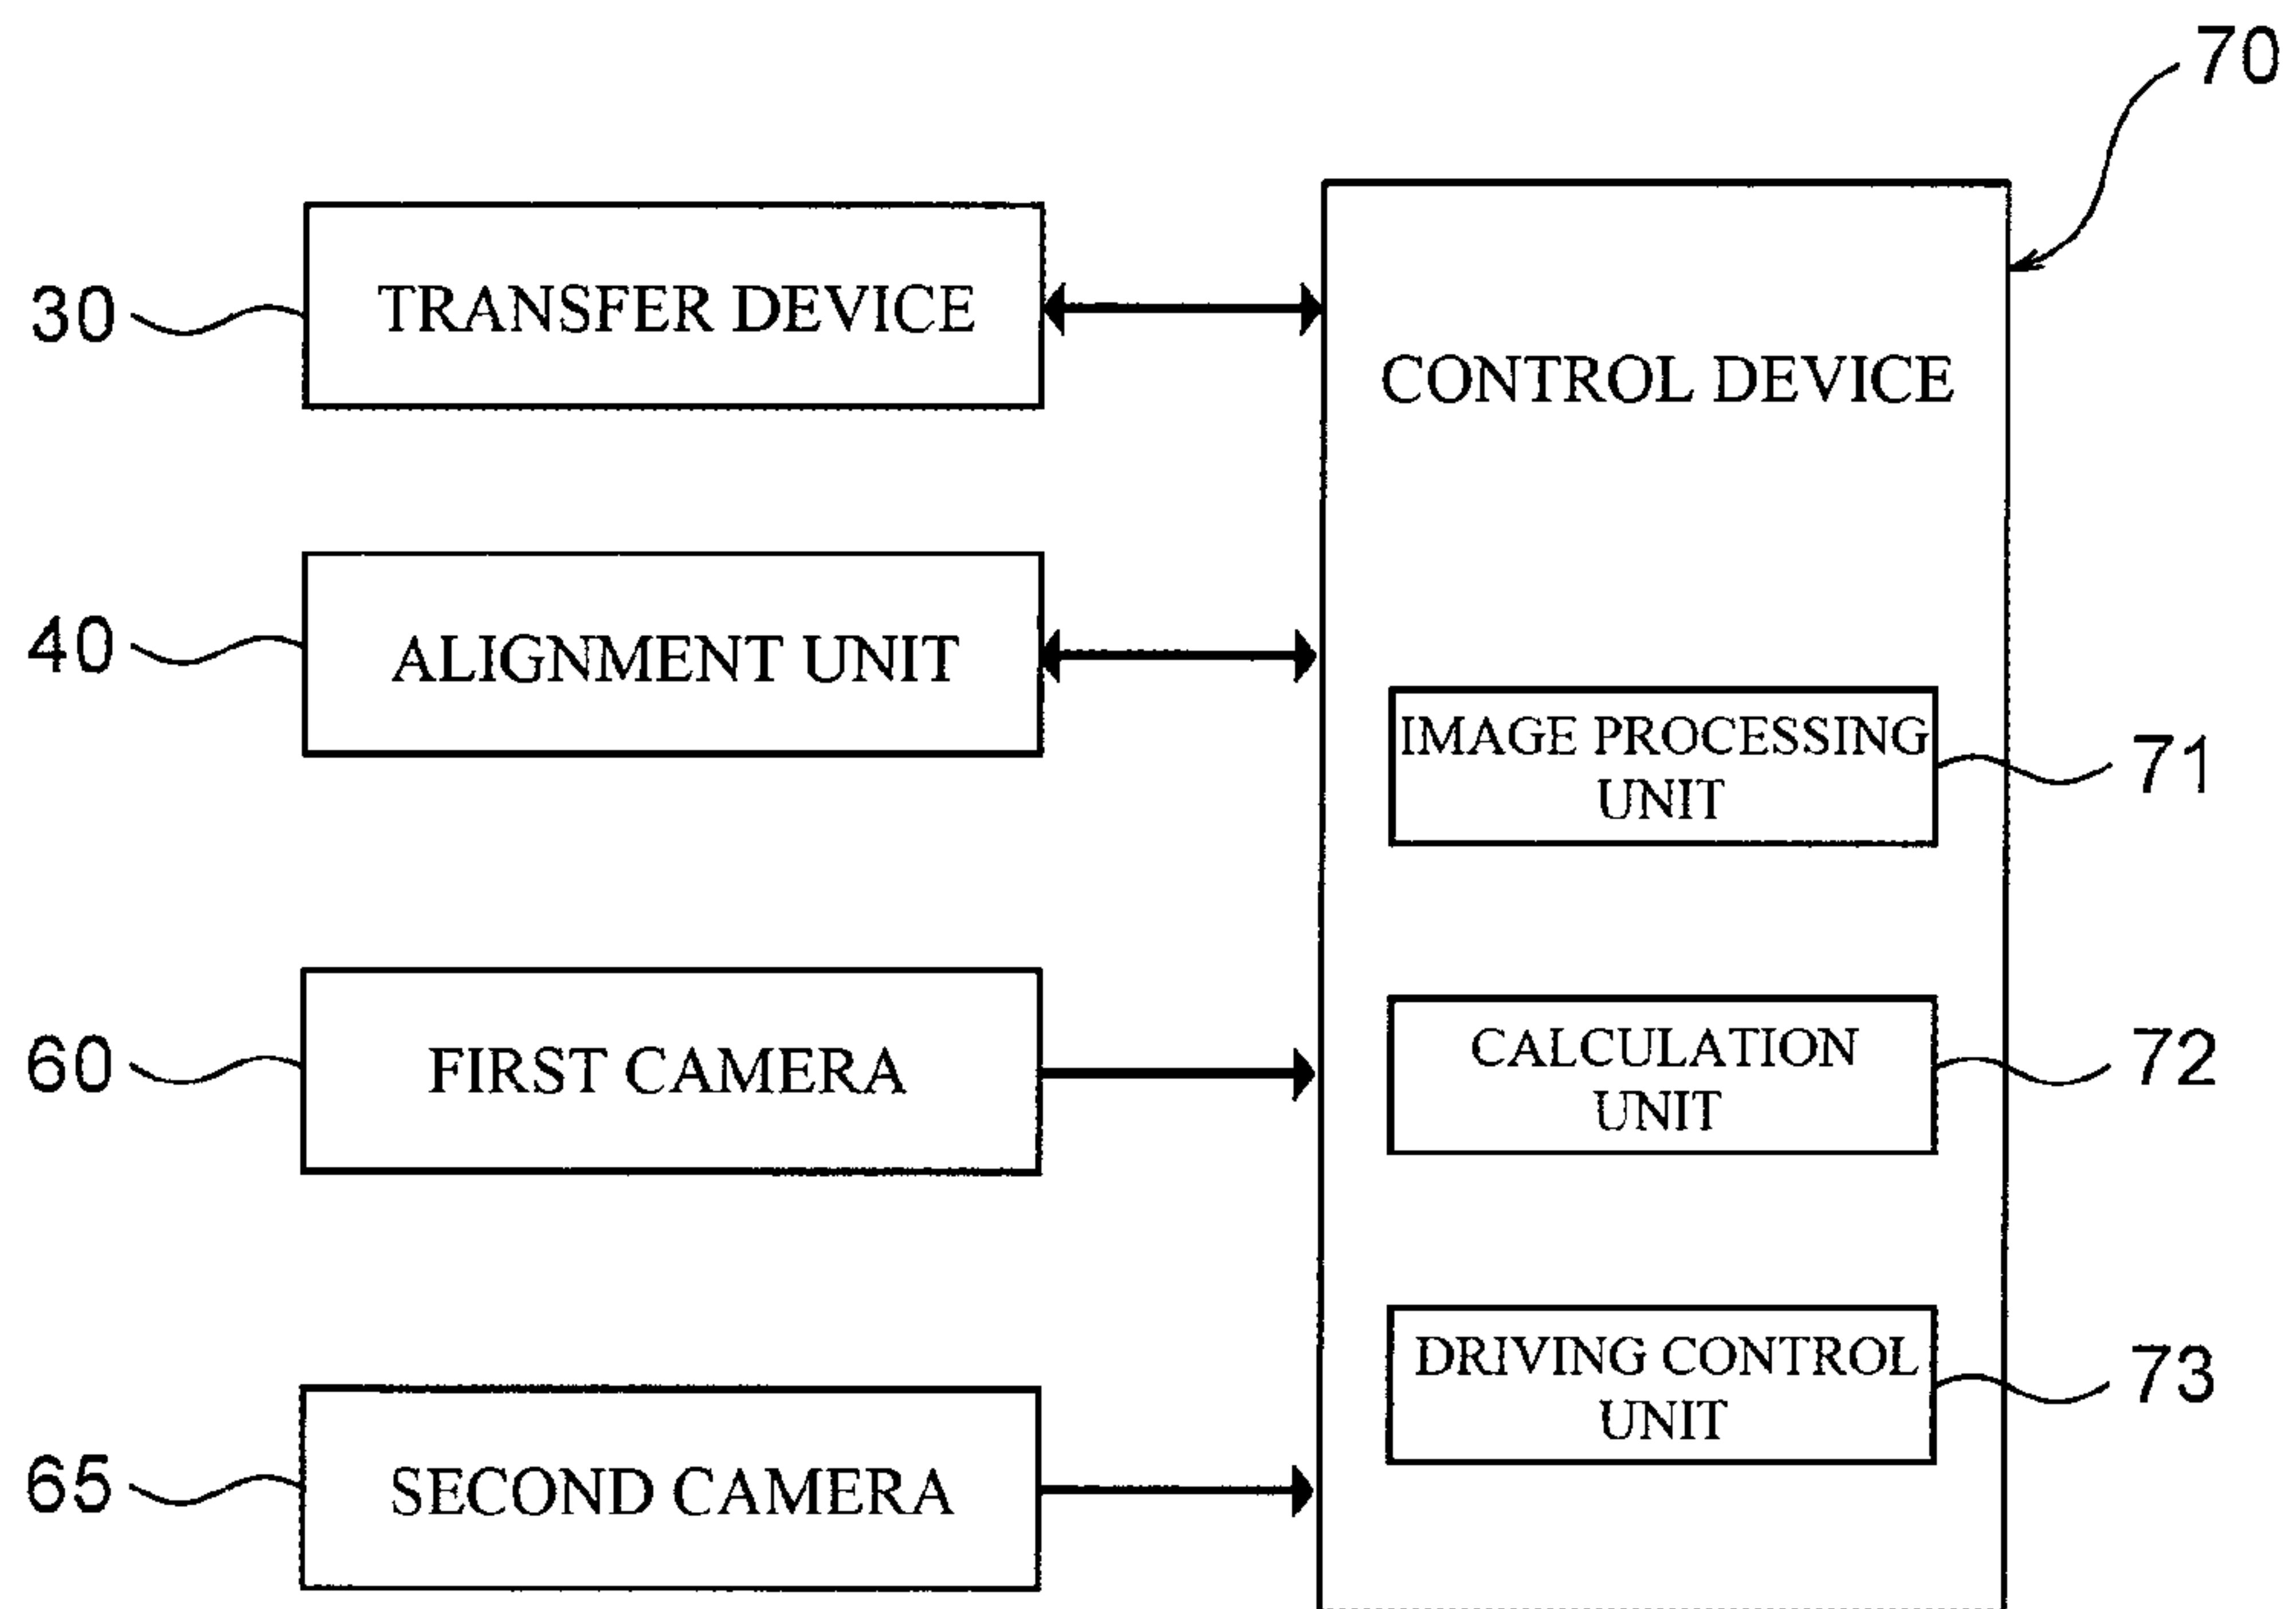 70
30
TRANSFER DEVICE
CONTROL DEVICE
40
ALIGNMENT UNIT
IMAGE PROCESSING
UNIT
71
60
FIRST CAMERA
CALCULATION
UNIT
72
65
SECOND CAMERA
DRIVING CONTROL
UNIT
73